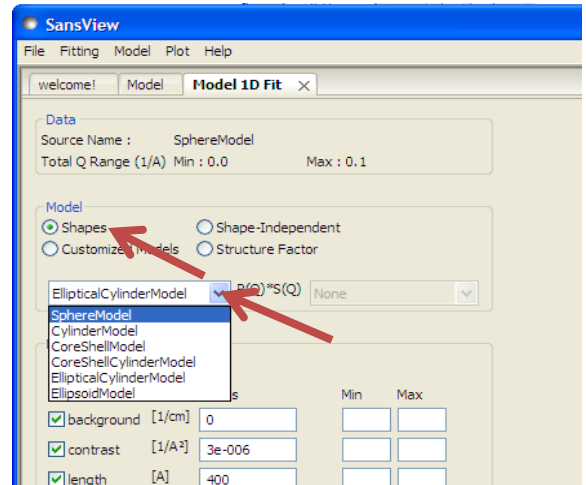 SansView
File Fitting Model Plot Help
welcome! Model Model 1D Fit
Data
Source Name : SphereModel
Total Q Range (1/A) Min : 0.0 Max : 0.1
Model
Shapes Shape-Independent
Customized Models Structure Factor
EllipticalCylinderModel P(Q)*S(Q) None
SphereModel
CylinderModel
CoreShellModel
CoreShellCylinderModel
EllipticalCylinderModel
EllipsoidModel
Min Max
background [1/cm] 0
contrast [1/A²] 3e-006
length [A] 400